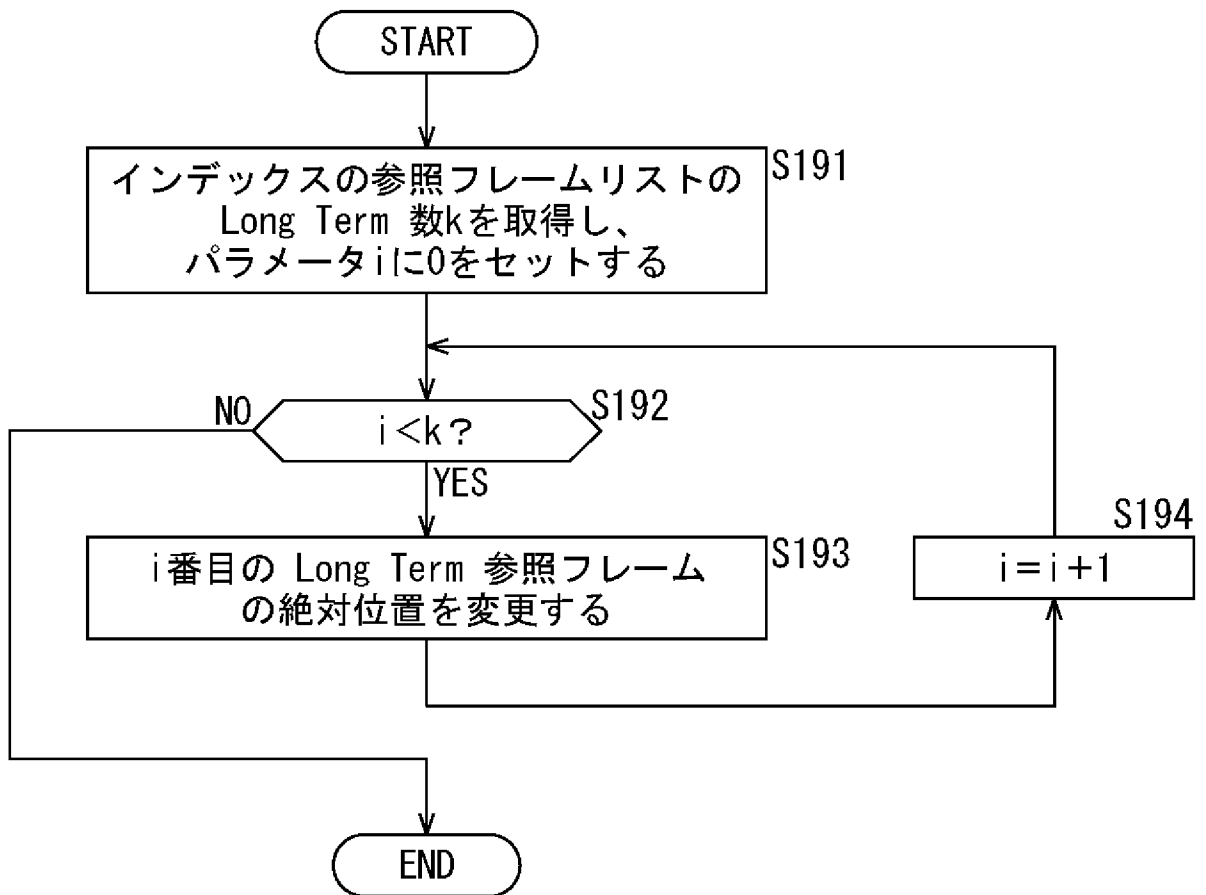 START
S191
インデックスの参照フレームリストの
Long Term 数kを取得し、
パラメータiに0をセットする
NO
S192
i<k?
YES
S193
i番目の Long Term 参照フレーム
の絶対位置を変更する
S194
i=i+1
END